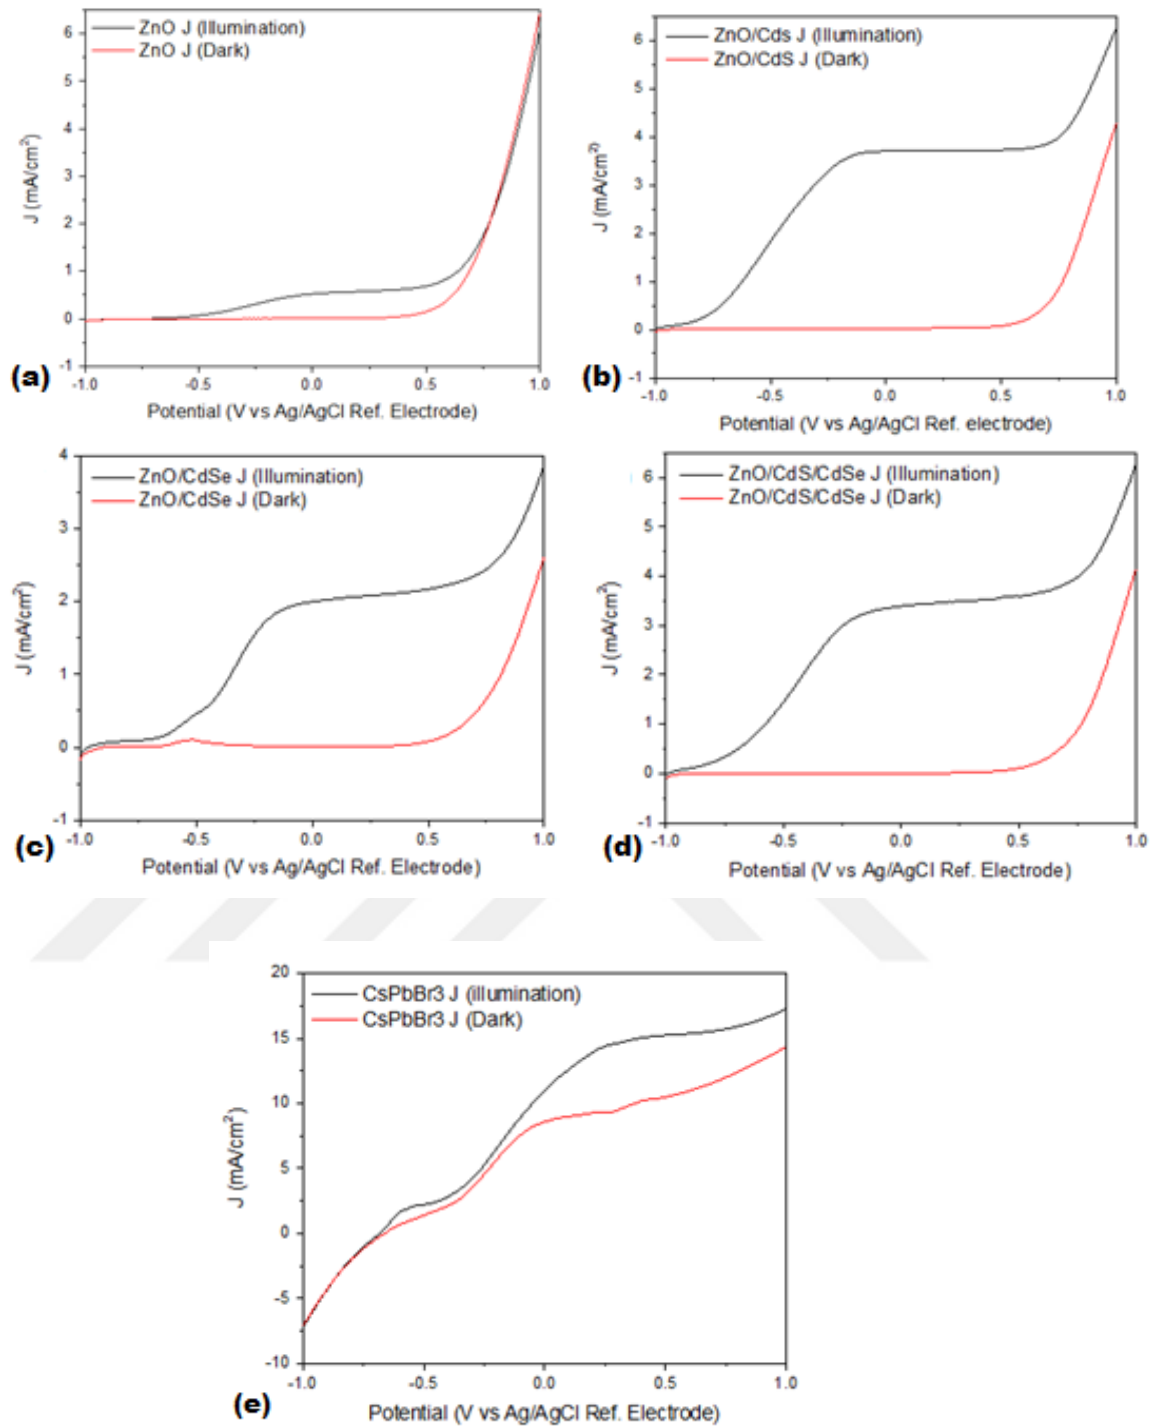 ZnO J (Illumination)
ZnO J (Dark)
6
5
4
3
2
1
0
-1
J (mA/cm²)
-1.0 -0.5 0.0 0.5 1.0
Potential (V vs Ag/AgCl Ref. Electrode)
(a)
ZnO/Cds J (Illumination)
ZnO/CdS J (Dark)
6
5
4
3
2
1
0
-1
J (mA/cm²⁾
-1.0 -0.5 0.0 0.5 1.0
Potential (V vs Ag/AgCl Ref. electrode)
(b)
ZnO/CdSe J (Illumination)
ZnO/CdSe J (Dark)
4
3
2
1
0
-1
J (mA/cm²)
-1.0 -0.5 0.0 0.5 1.0
Potential (V vs Ag/AgCl Ref. Electrode)
(c)
ZnO/CdS/CdSe J (Illumination)
ZnO/CdS/CdSe J (Dark)
6
5
4
3
2
1
0
-1
J (mA/cm²)
-1.0 -0.5 0.0 0.5 1.0
Potential (V vs Ag/AgCl Ref. Electrode)
(d)
CsPbBr3 J (illumination)
CsPbBr3 J (Dark)
20
15
10
5
0
-5
-10
J (mA/cm²)
-1.0 -0.5 0.0 0.5 1.0
Potential (V vs Ag/AgCl Ref. Electrode)
(e)